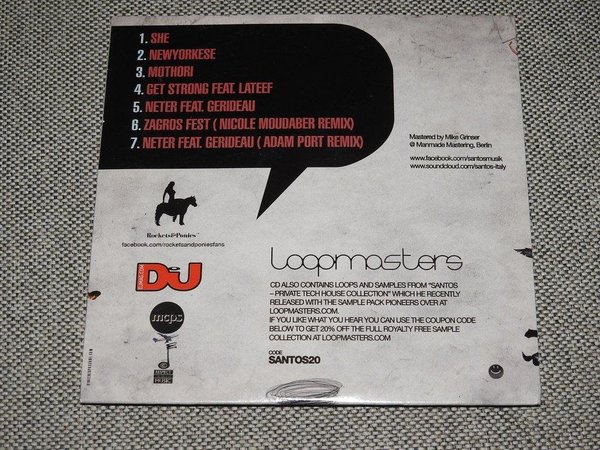 1. SHE
2. NEWYORKESE
3. MOTHORI
4. GET STRONG FEAT. LATEEF
5. NETER FEAT. GERIDEAU
6. ZAGROS FEST ( NICOLE MOUDABER REMIX)
7. NETER FEAT. GERIDEAU ( ADAM PORT REMIX)
Mastered by Mike Grinser
@ Manmade Mastering, Berlin
www.facebook.com/santosmusik
www.soundcloud.com/santos-italy
Rockets&Ponies
facebook.com/rocketsandponiesfans
DJ
mcps
RESPECT
MUSIC
Loopmasters
CD ALSO CONTAINS LOOPS AND SAMPLES FROM "SANTOS
– PRIVATE TECH HOUSE COLLECTION" WHICH HE RECENTLY
RELEASED WITH THE SAMPLE PACK PIONEERS OVER AT
LOOPMASTERS.COM.
IF YOU LIKE WHAT YOU HEAR YOU CAN USE THE COUPON CODE
BELOW TO GET 20% OFF THE FULL ROYALTY FREE SAMPLE
COLLECTION AT LOOPMASTERS.COM.
CODE
SANTOS20